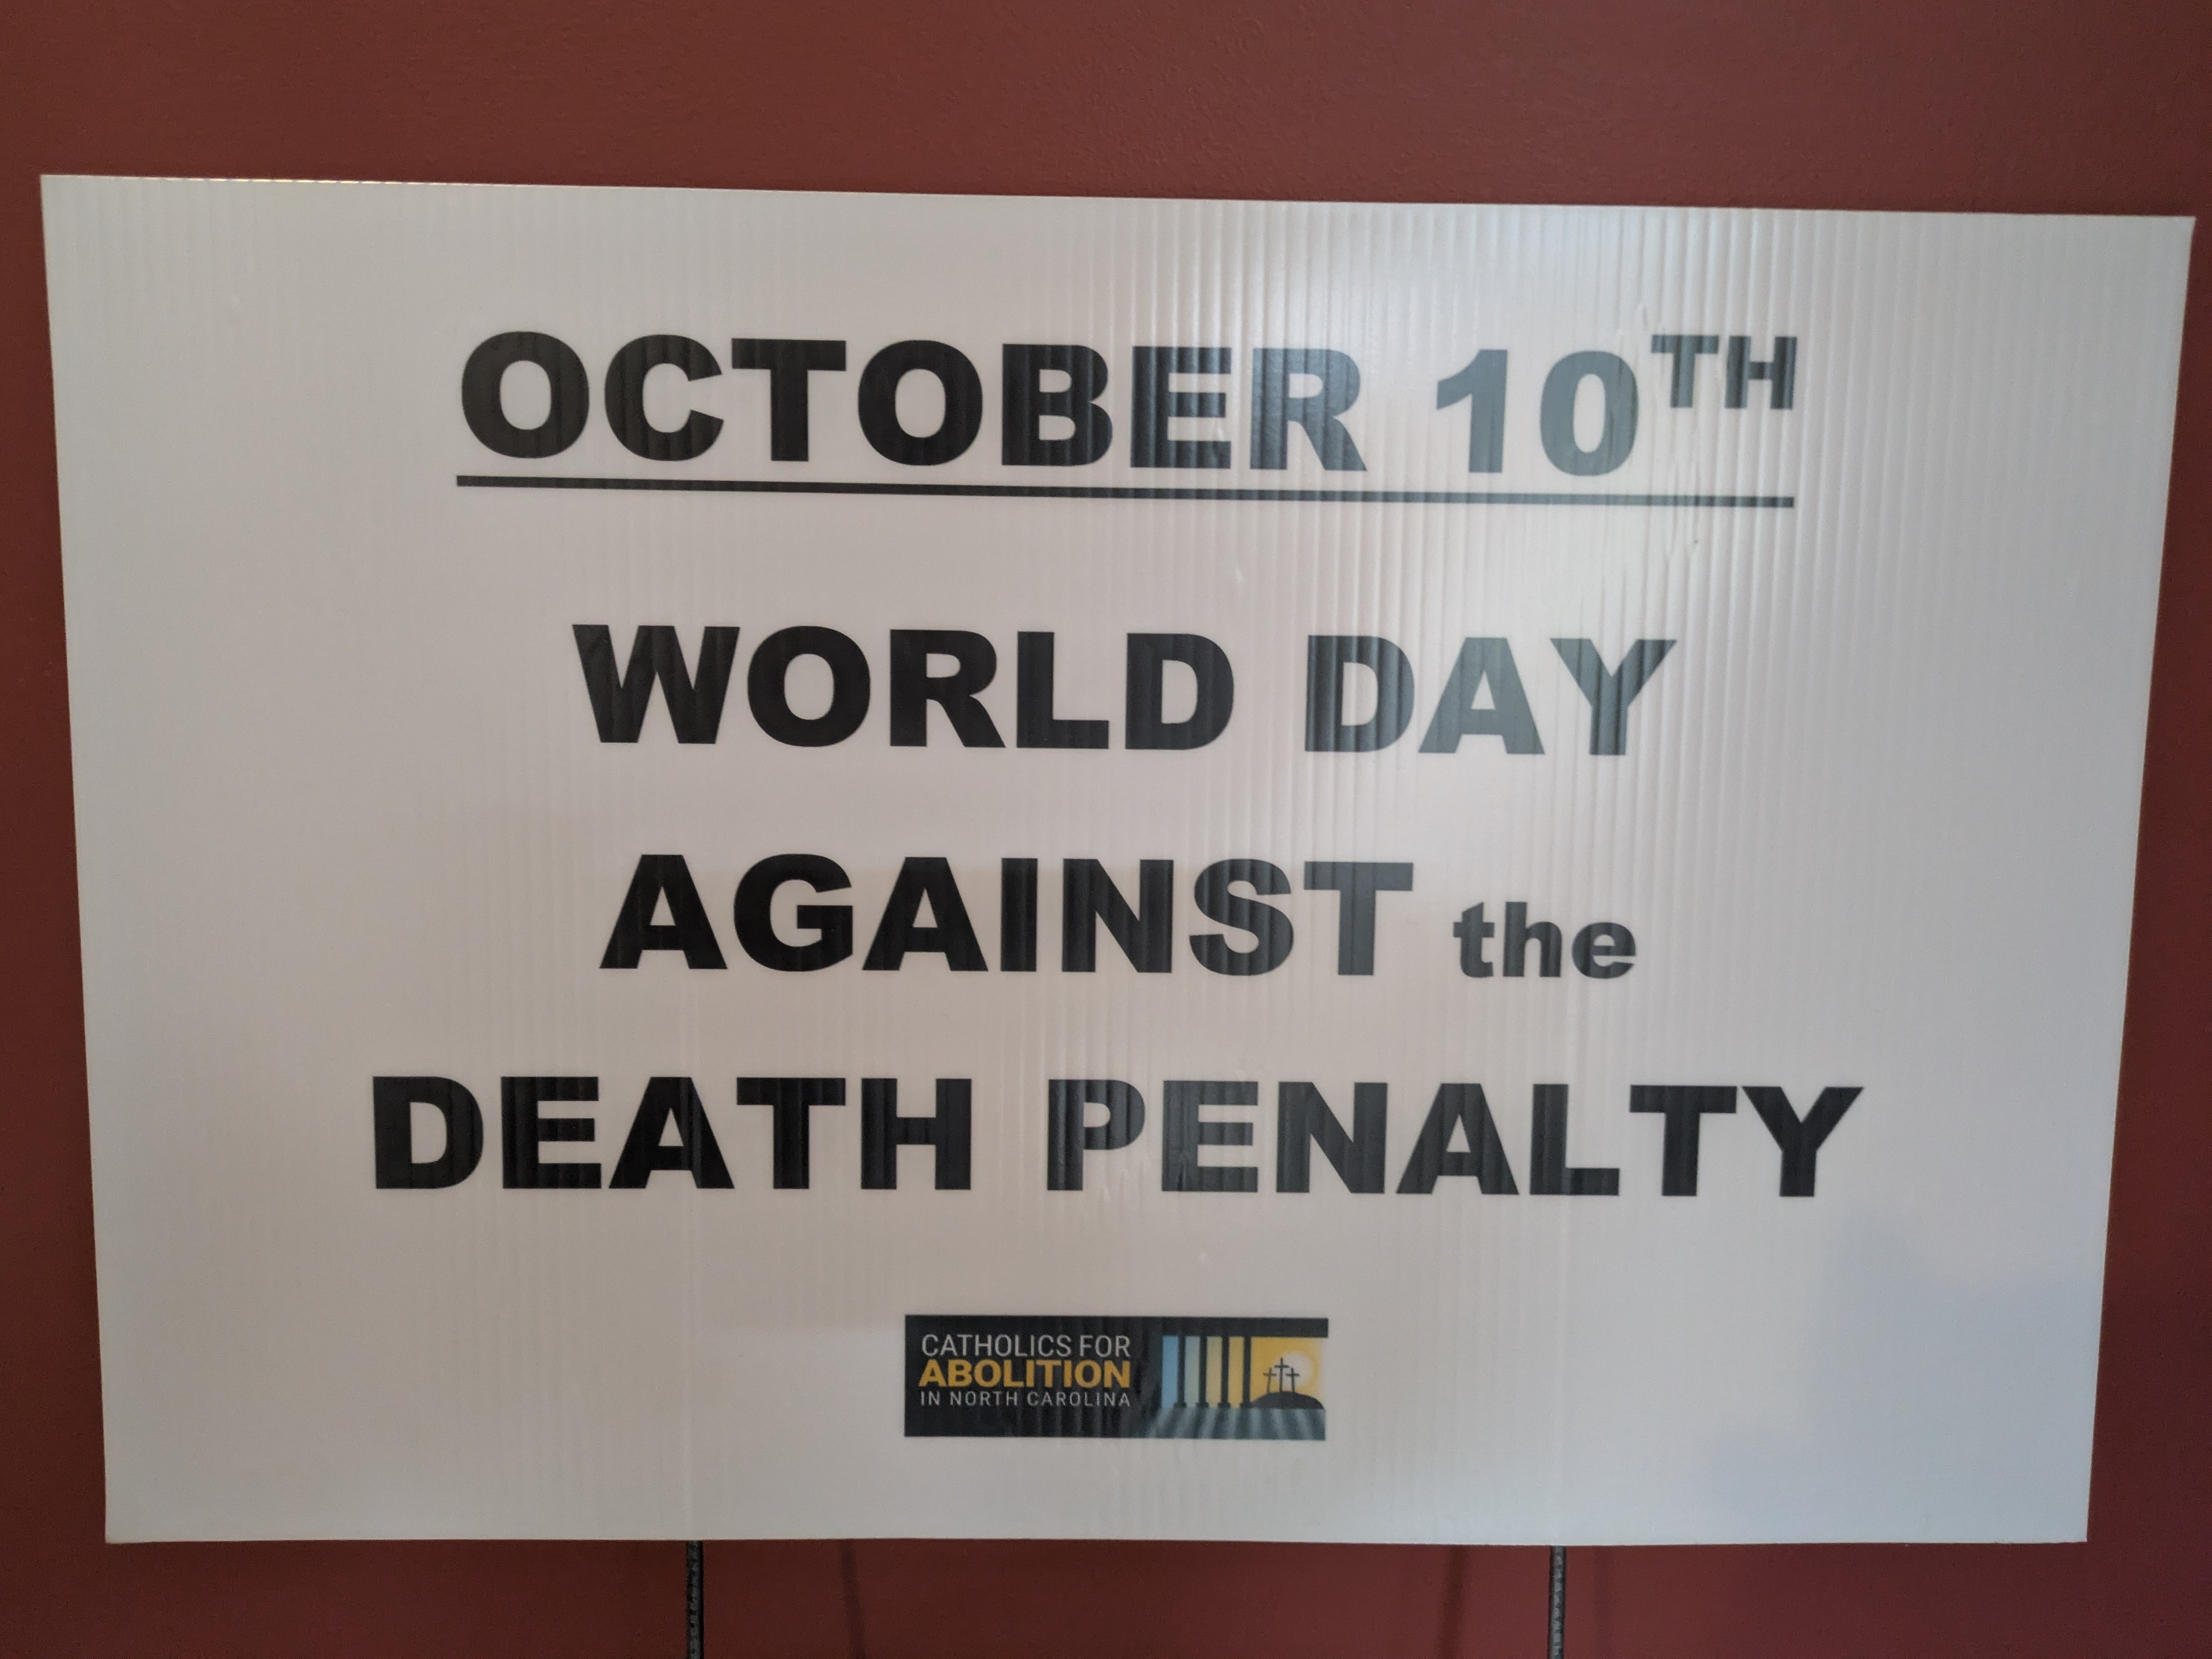 OCTOBER 10TH
WORLD DAY
AGAINST the
DEATH PENALTY
CATHOLICS FOR
ABOLITION
IN NORTH CAROLINA